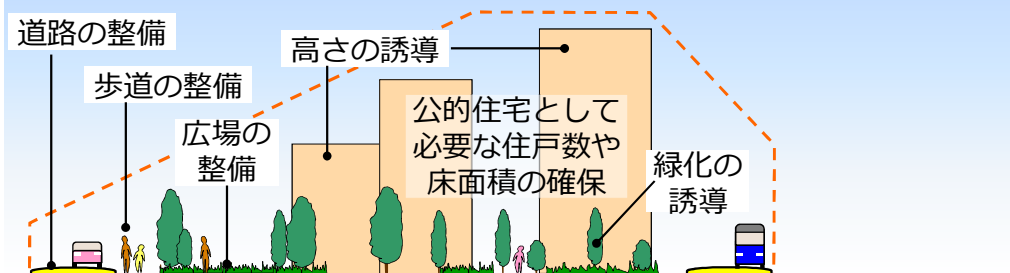 道路の整備
歩道の整備
広場の
整備
高さの誘導
公的住宅として
必要な住戸数や
床面積の確保
緑化の
誘導